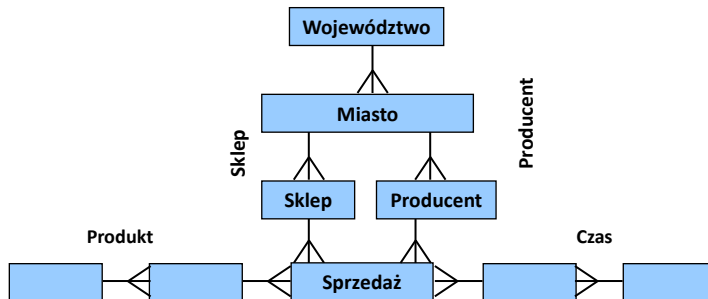 Województwo
Miasto
Sklep
Producent
Sklep
Producent
Produkt
Czas
Sprzedaż